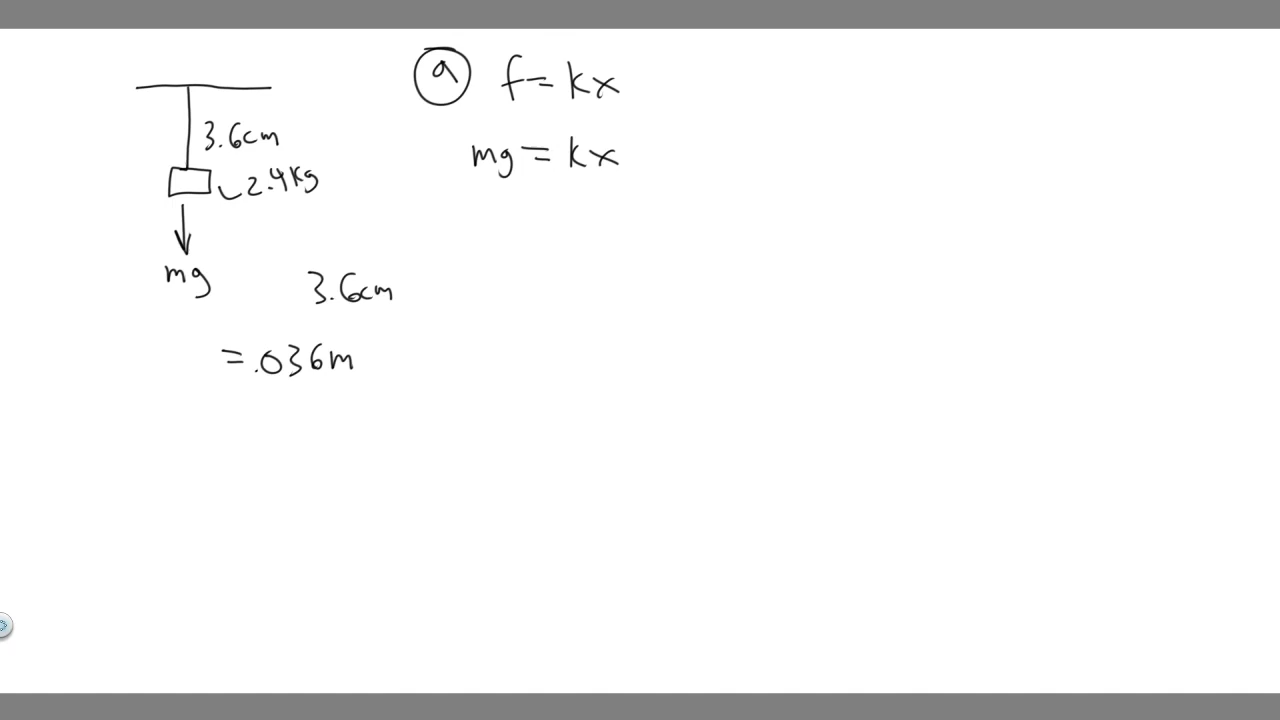 3.6cm
2.4kg
mg
3.6cm
=.036m
a f=kx
mg=kx